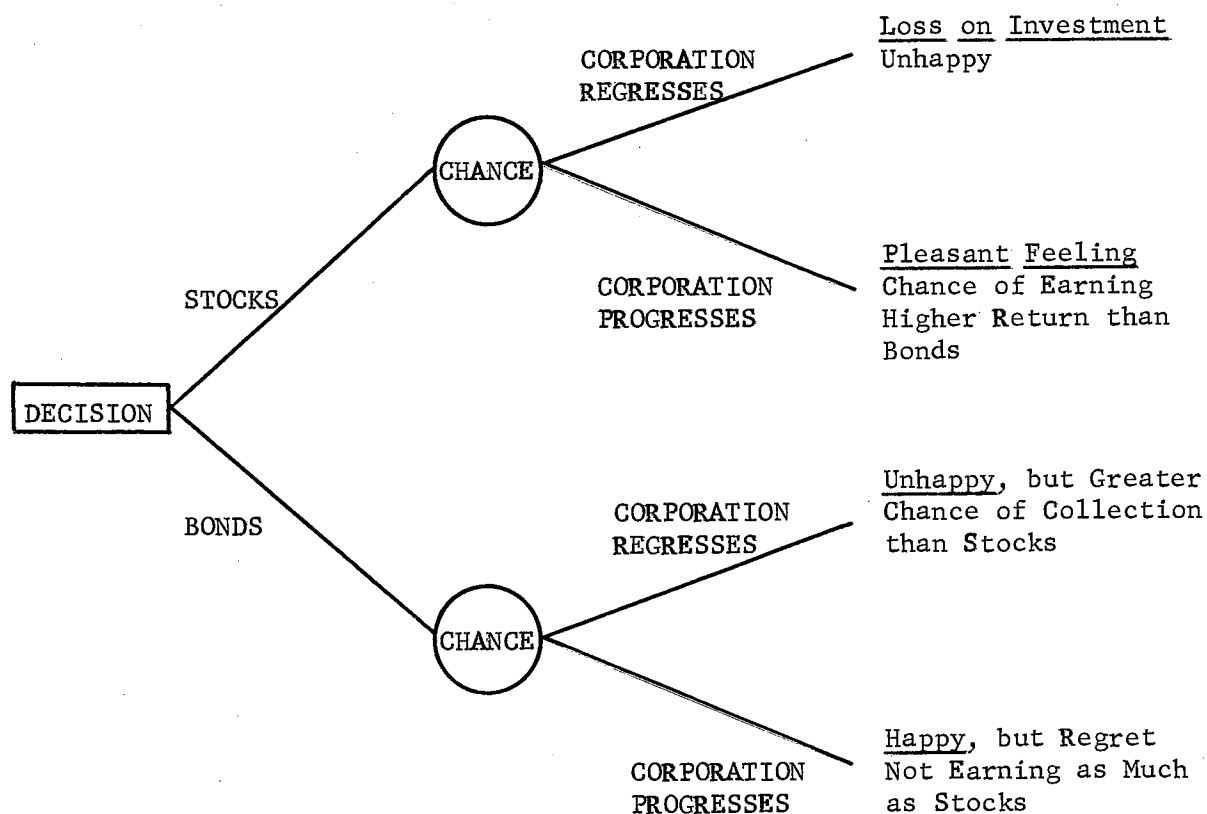 Loss on Investment
Unhappy
CORPORATION
REGRESSES
CHANCE
Pleasant Feeling
Chance of Earning
Higher Return than
Bonds
CORPORATION
PROGRESSES
STOCKS
DECISION
BONDS
Unhappy, but Greater
Chance of Collection
than Stocks
CORPORATION
REGRESSES
CHANCE
Happy, but Regret
Not Earning as Much
as Stocks
CORPORATION
PROGRESSES